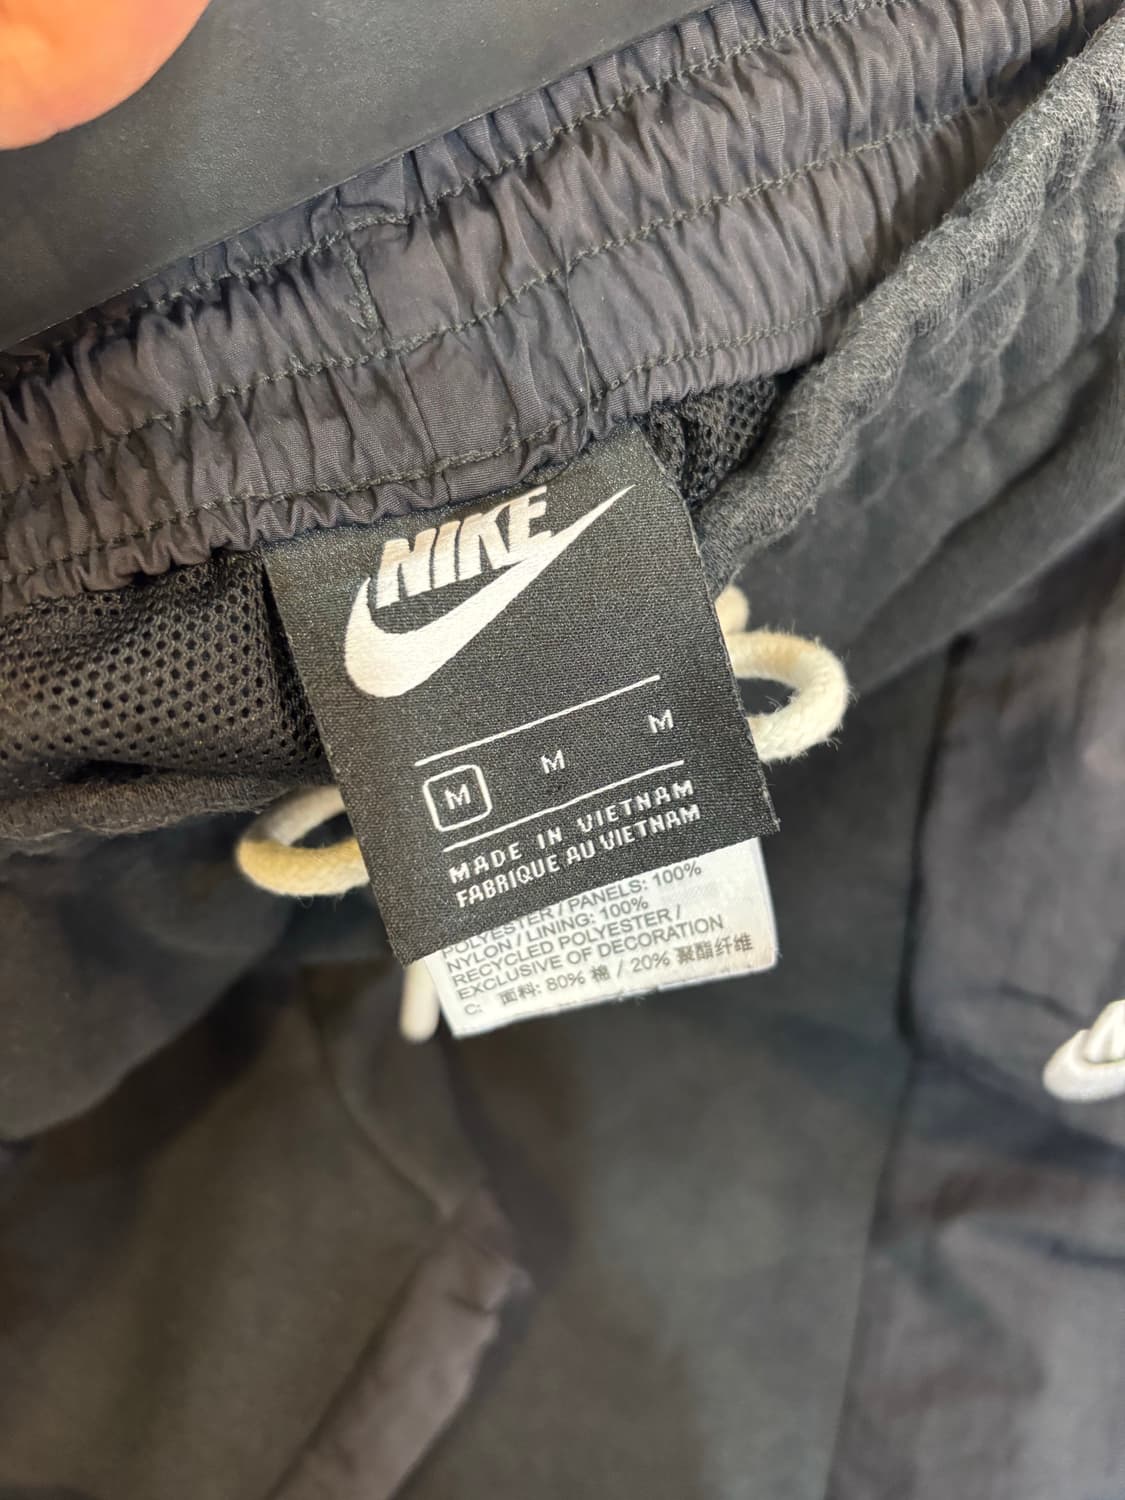 NIKE
M M M
MADE IN VIETNAM
FABRIQUE AU VIETNAM
OLYESTER / PANELS: 100%
NYLON / LINING: 100%
RECYCLED POLYESTER /
EXCLUSIVE OF DECORATION
C: 面料: 80% 棉 / 20% 聚酯纤维